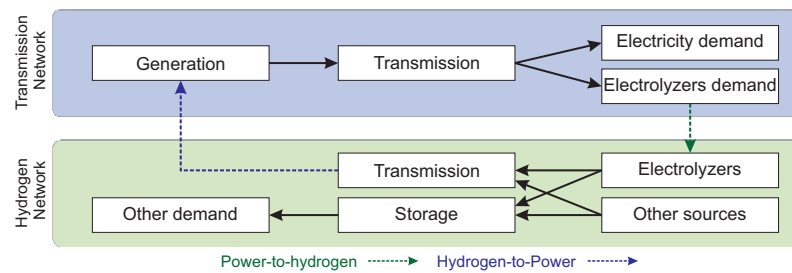 Transmission
Network
Generation
Transmission
Electricity demand
Electrolyzers demand
Hydrogen
Network
Transmission
Electrolyzers
Other demand
Storage
Other sources
Power-to-hydrogen
Hydrogen-to-Power